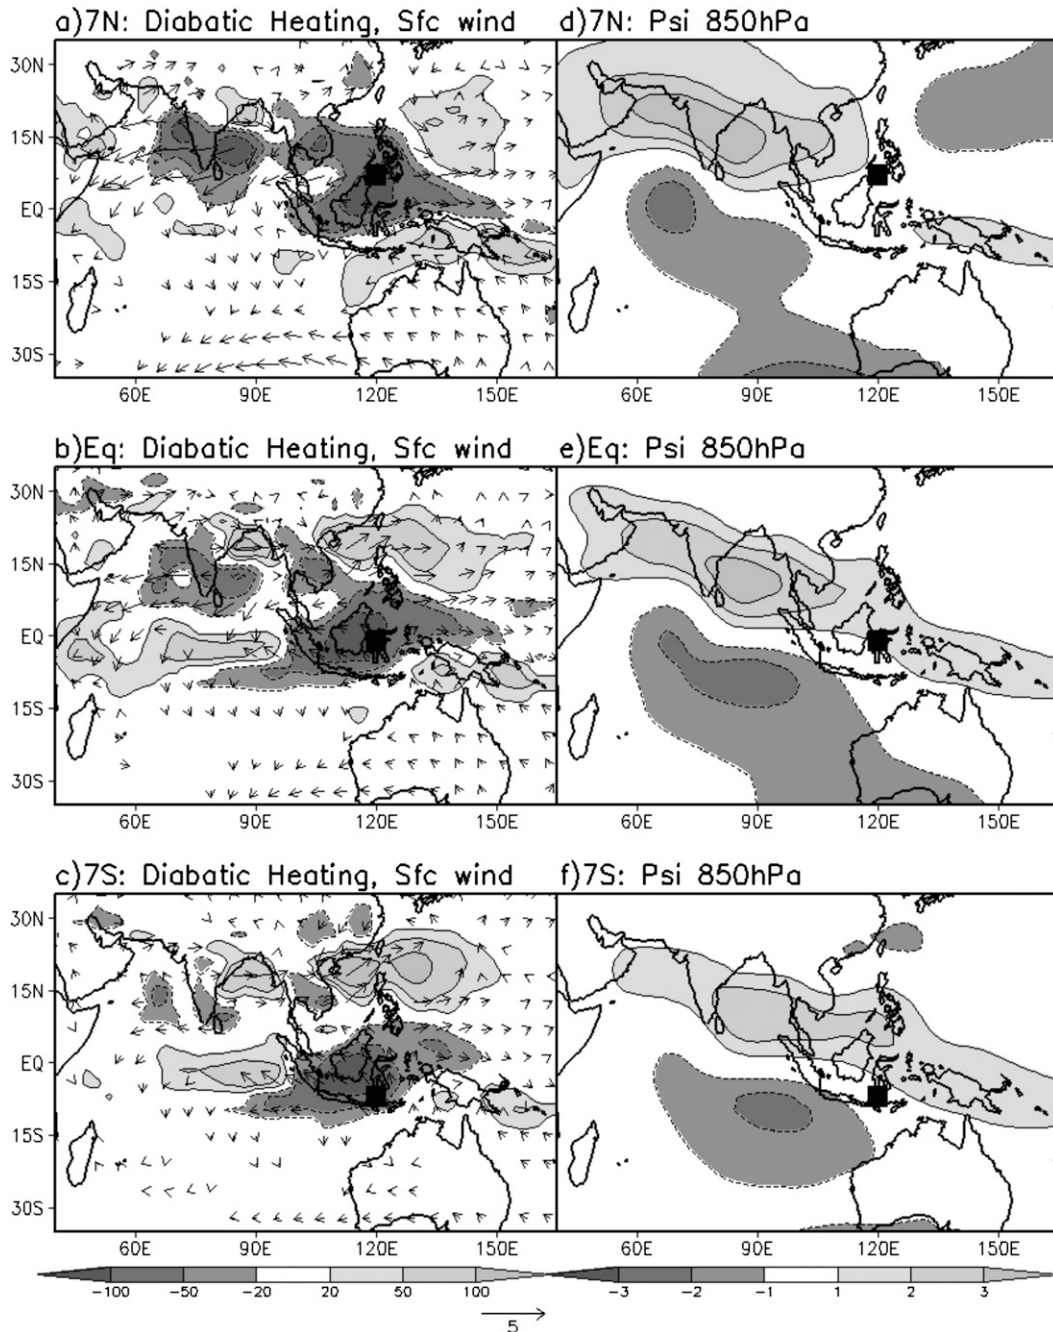 a)7N: Diabatic Heating, Sfc wind
d)7N: Psi 850hPa
30N
15N
EQ
15S
30S
60E 90E 120E 150E
60E 90E 120E 150E
b)Eq: Diabatic Heating, Sfc wind
e)Eq: Psi 850hPa
30N
15N
EQ
15S
30S
60E 90E 120E 150E
60E 90E 120E 150E
c)7S: Diabatic Heating, Sfc wind
f)7S: Psi 850hPa
30N
15N
EQ
15S
30S
60E 90E 120E 150E
60E 90E 120E 150E
-100 -50 -20 20 50 100
-3 -2 -1 1 2 3
5